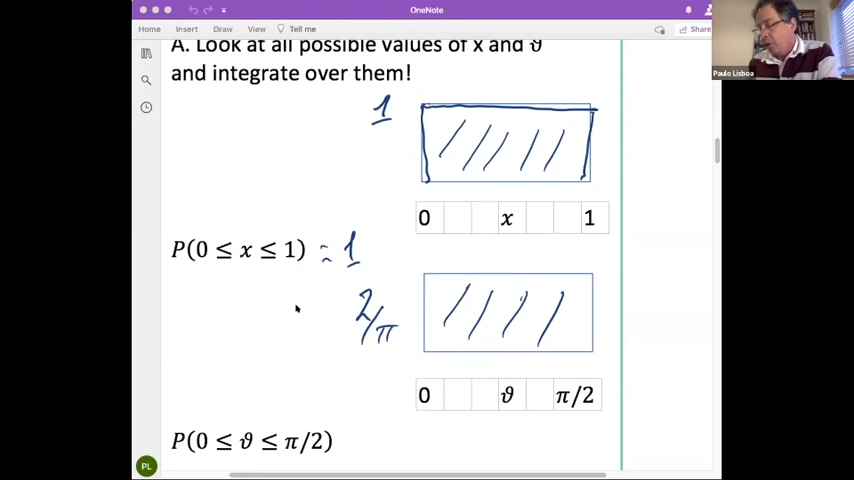 OneNote
Home Insert Draw View Tell me
Share
Paulo Lisboa
A. Look at all possible values of x and ϑ
and integrate over them!
1
0 x 1
P(0 ≤ x ≤ 1) = 1
2/π
0 ϑ π/2
P(0 ≤ ϑ ≤ π/2)
PL